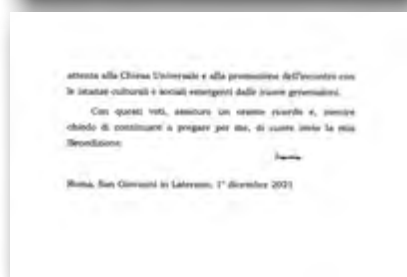 attenta alla Chiesa Universale e alla promozione dell'incontro con
le istanze culturali e sociali emergenti dalle nuove generazioni.
Con questi voti, assicuro un orante ricordo e, mentre
chiedo di continuare a pregare per me, di cuore invio la mia
Benedizione.
Roma, San Giovanni in Laterano, 1° dicembre 2021